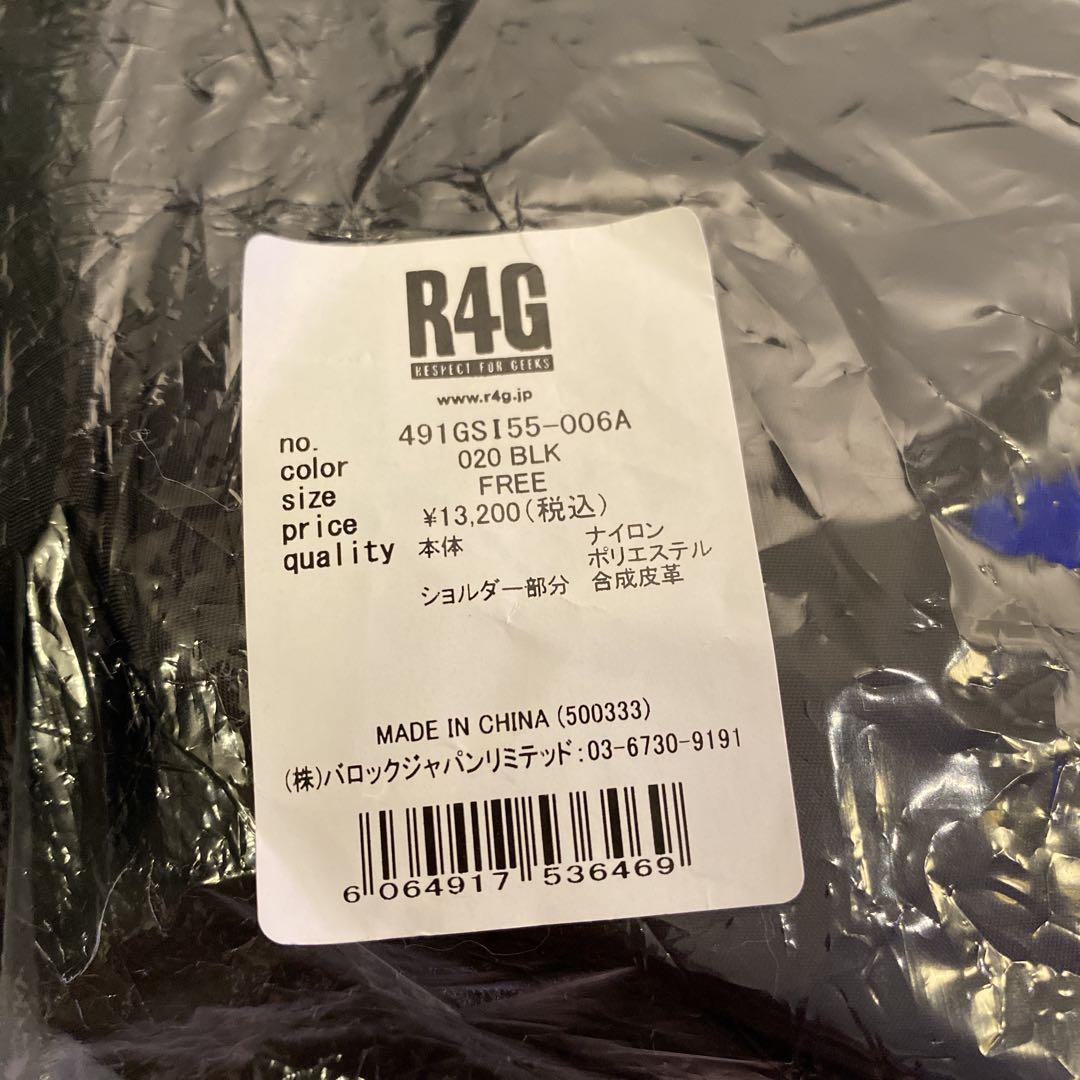 R4G
RESPECT FOR GEEKS
www.r4g.jp
no. 491GSI55-006A
color 020 BLK
size FREE
price ¥13,200(税込)
quality 本体 ナイロン
ポリエステル
ショルダー部分 合成皮革
MADE IN CHINA (500333)
(株)バロックジャパンリミテッド:03-6730-9191
6 064917 536469